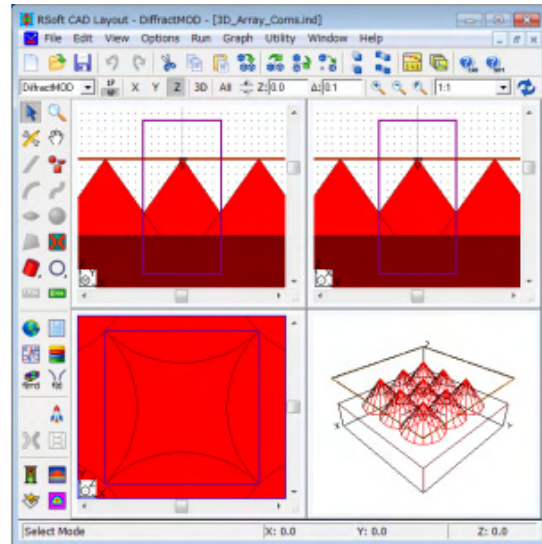 RSoft CAD Layout - DiffractMOD - [3D_Array_Coms.ind]
File Edit View Options Run Graph Utility Window Help
DiffractMOD X Y Z 3D All Z: 0.0 Δ: 0.1 1:1
Select Mode X: 0.0 Y: 0.0 Z: 0.0